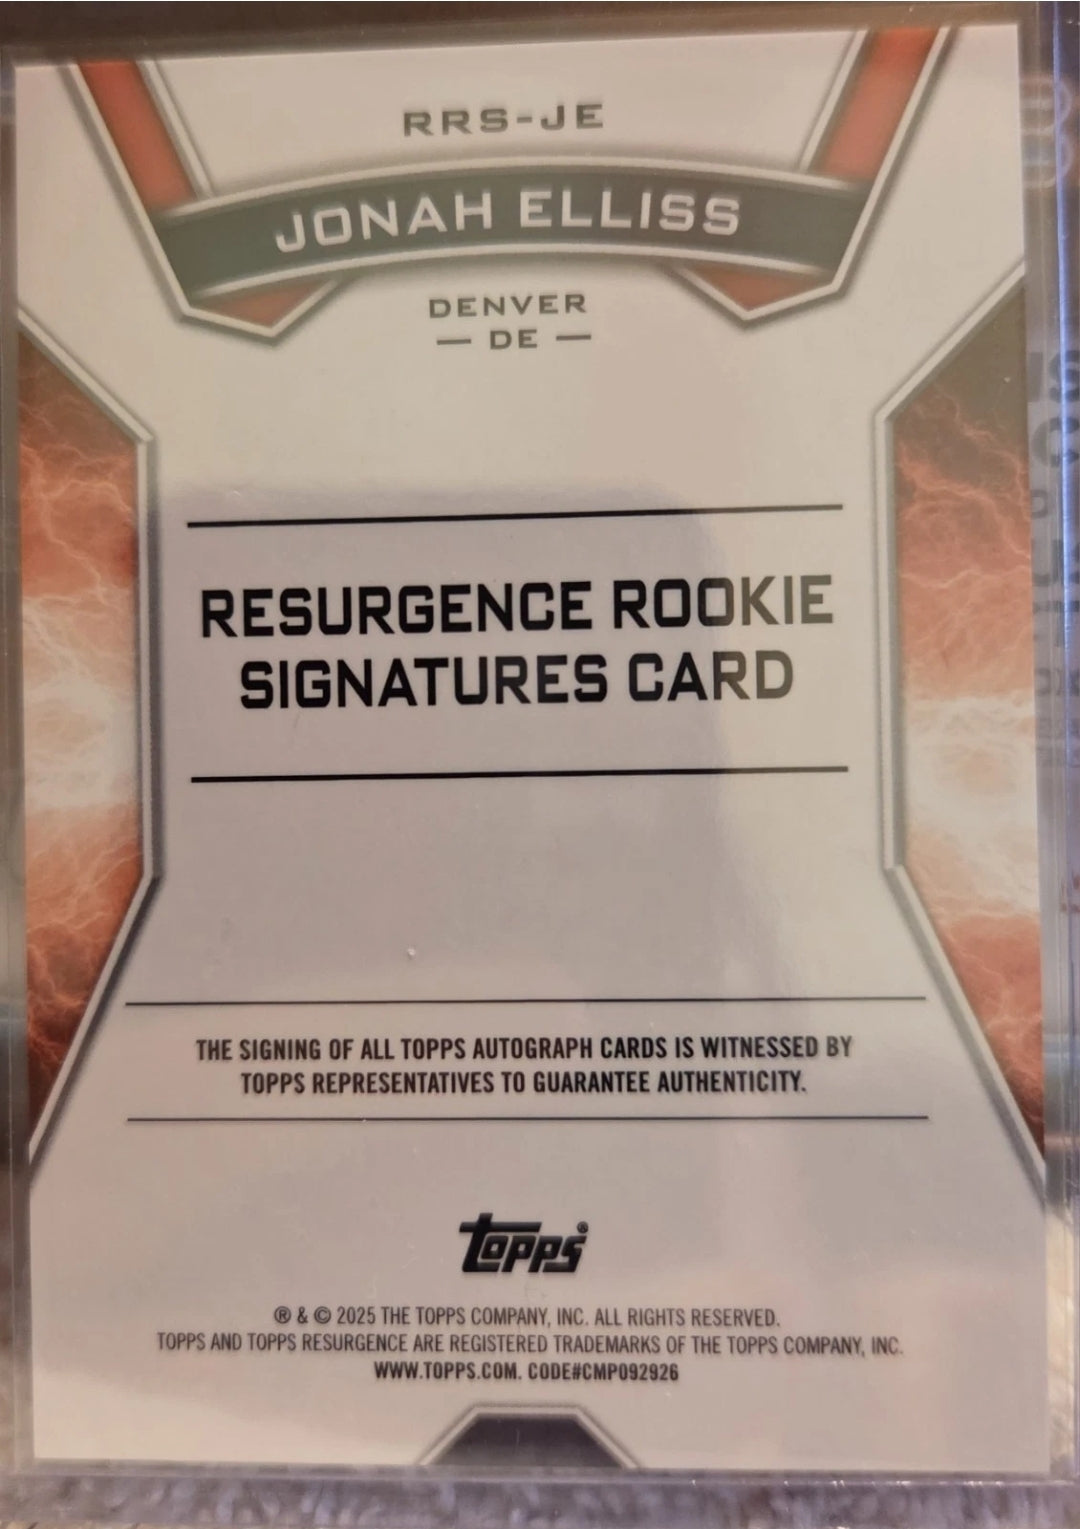 RRS-JE
JONAH ELLISS
DENVER
— DE —
RESURGENCE ROOKIE
SIGNATURES CARD
THE SIGNING OF ALL TOPPS AUTOGRAPH CARDS IS WITNESSED BY
TOPPS REPRESENTATIVES TO GUARANTEE AUTHENTICITY.
topps®
® & © 2025 THE TOPPS COMPANY, INC. ALL RIGHTS RESERVED.
TOPPS AND TOPPS RESURGENCE ARE REGISTERED TRADEMARKS OF THE TOPPS COMPANY, INC.
WWW.TOPPS.COM. CODE#CMP092926